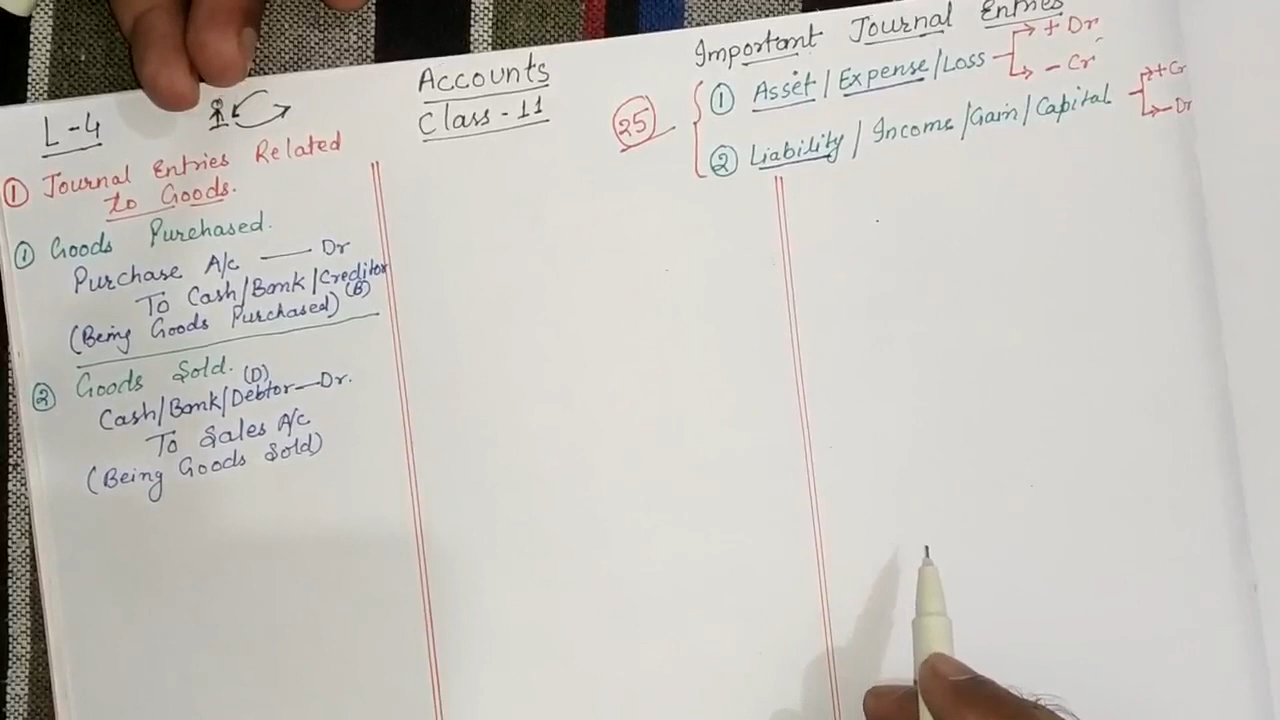 L-4
Accounts
Class - 11
Important Journal Entries
25
① Asset / Expense / Loss
+ Dr
- Cr
② Liability / Income / Gain / Capital
+ Cr
- Dr
① Journal Entries Related
to Goods.
① Goods Purchased.
Purchase A/c —— Dr
To Cash/Bank/Creditor
(B)
(Being Goods Purchased)
② Goods Sold.
(D)
Cash/Bank/Debtor—Dr.
To Sales A/c
(Being Goods Sold)